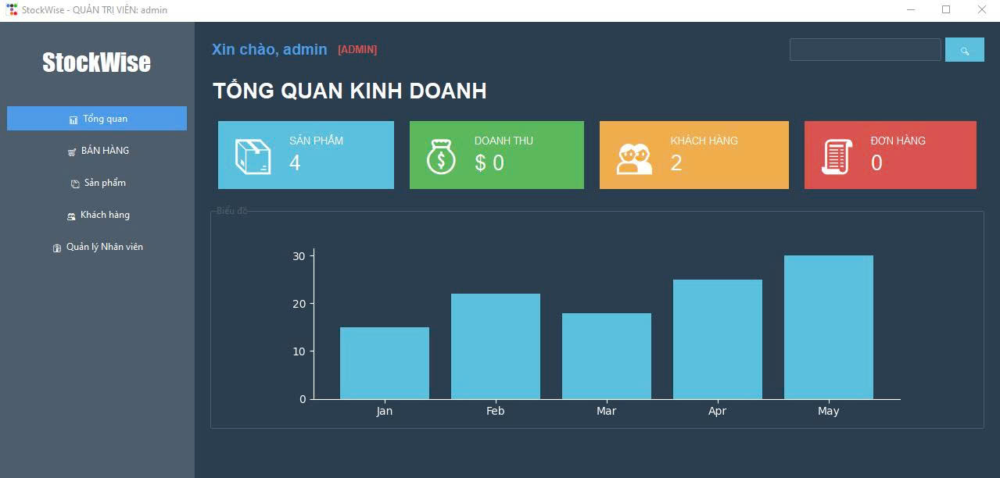 StockWise - QUẢN TRỊ VIÊN: admin
StockWise
Tổng quan
BÁN HÀNG
Sản phẩm
Khách hàng
Quản lý Nhân viên
Xin chào, admin [ADMIN]
TỔNG QUAN KINH DOANH
SẢN PHẨM
4
DOANH THU
$ 0
KHÁCH HÀNG
2
ĐƠN HÀNG
0
Biểu đồ
30
20
10
0
Jan Feb Mar Apr May